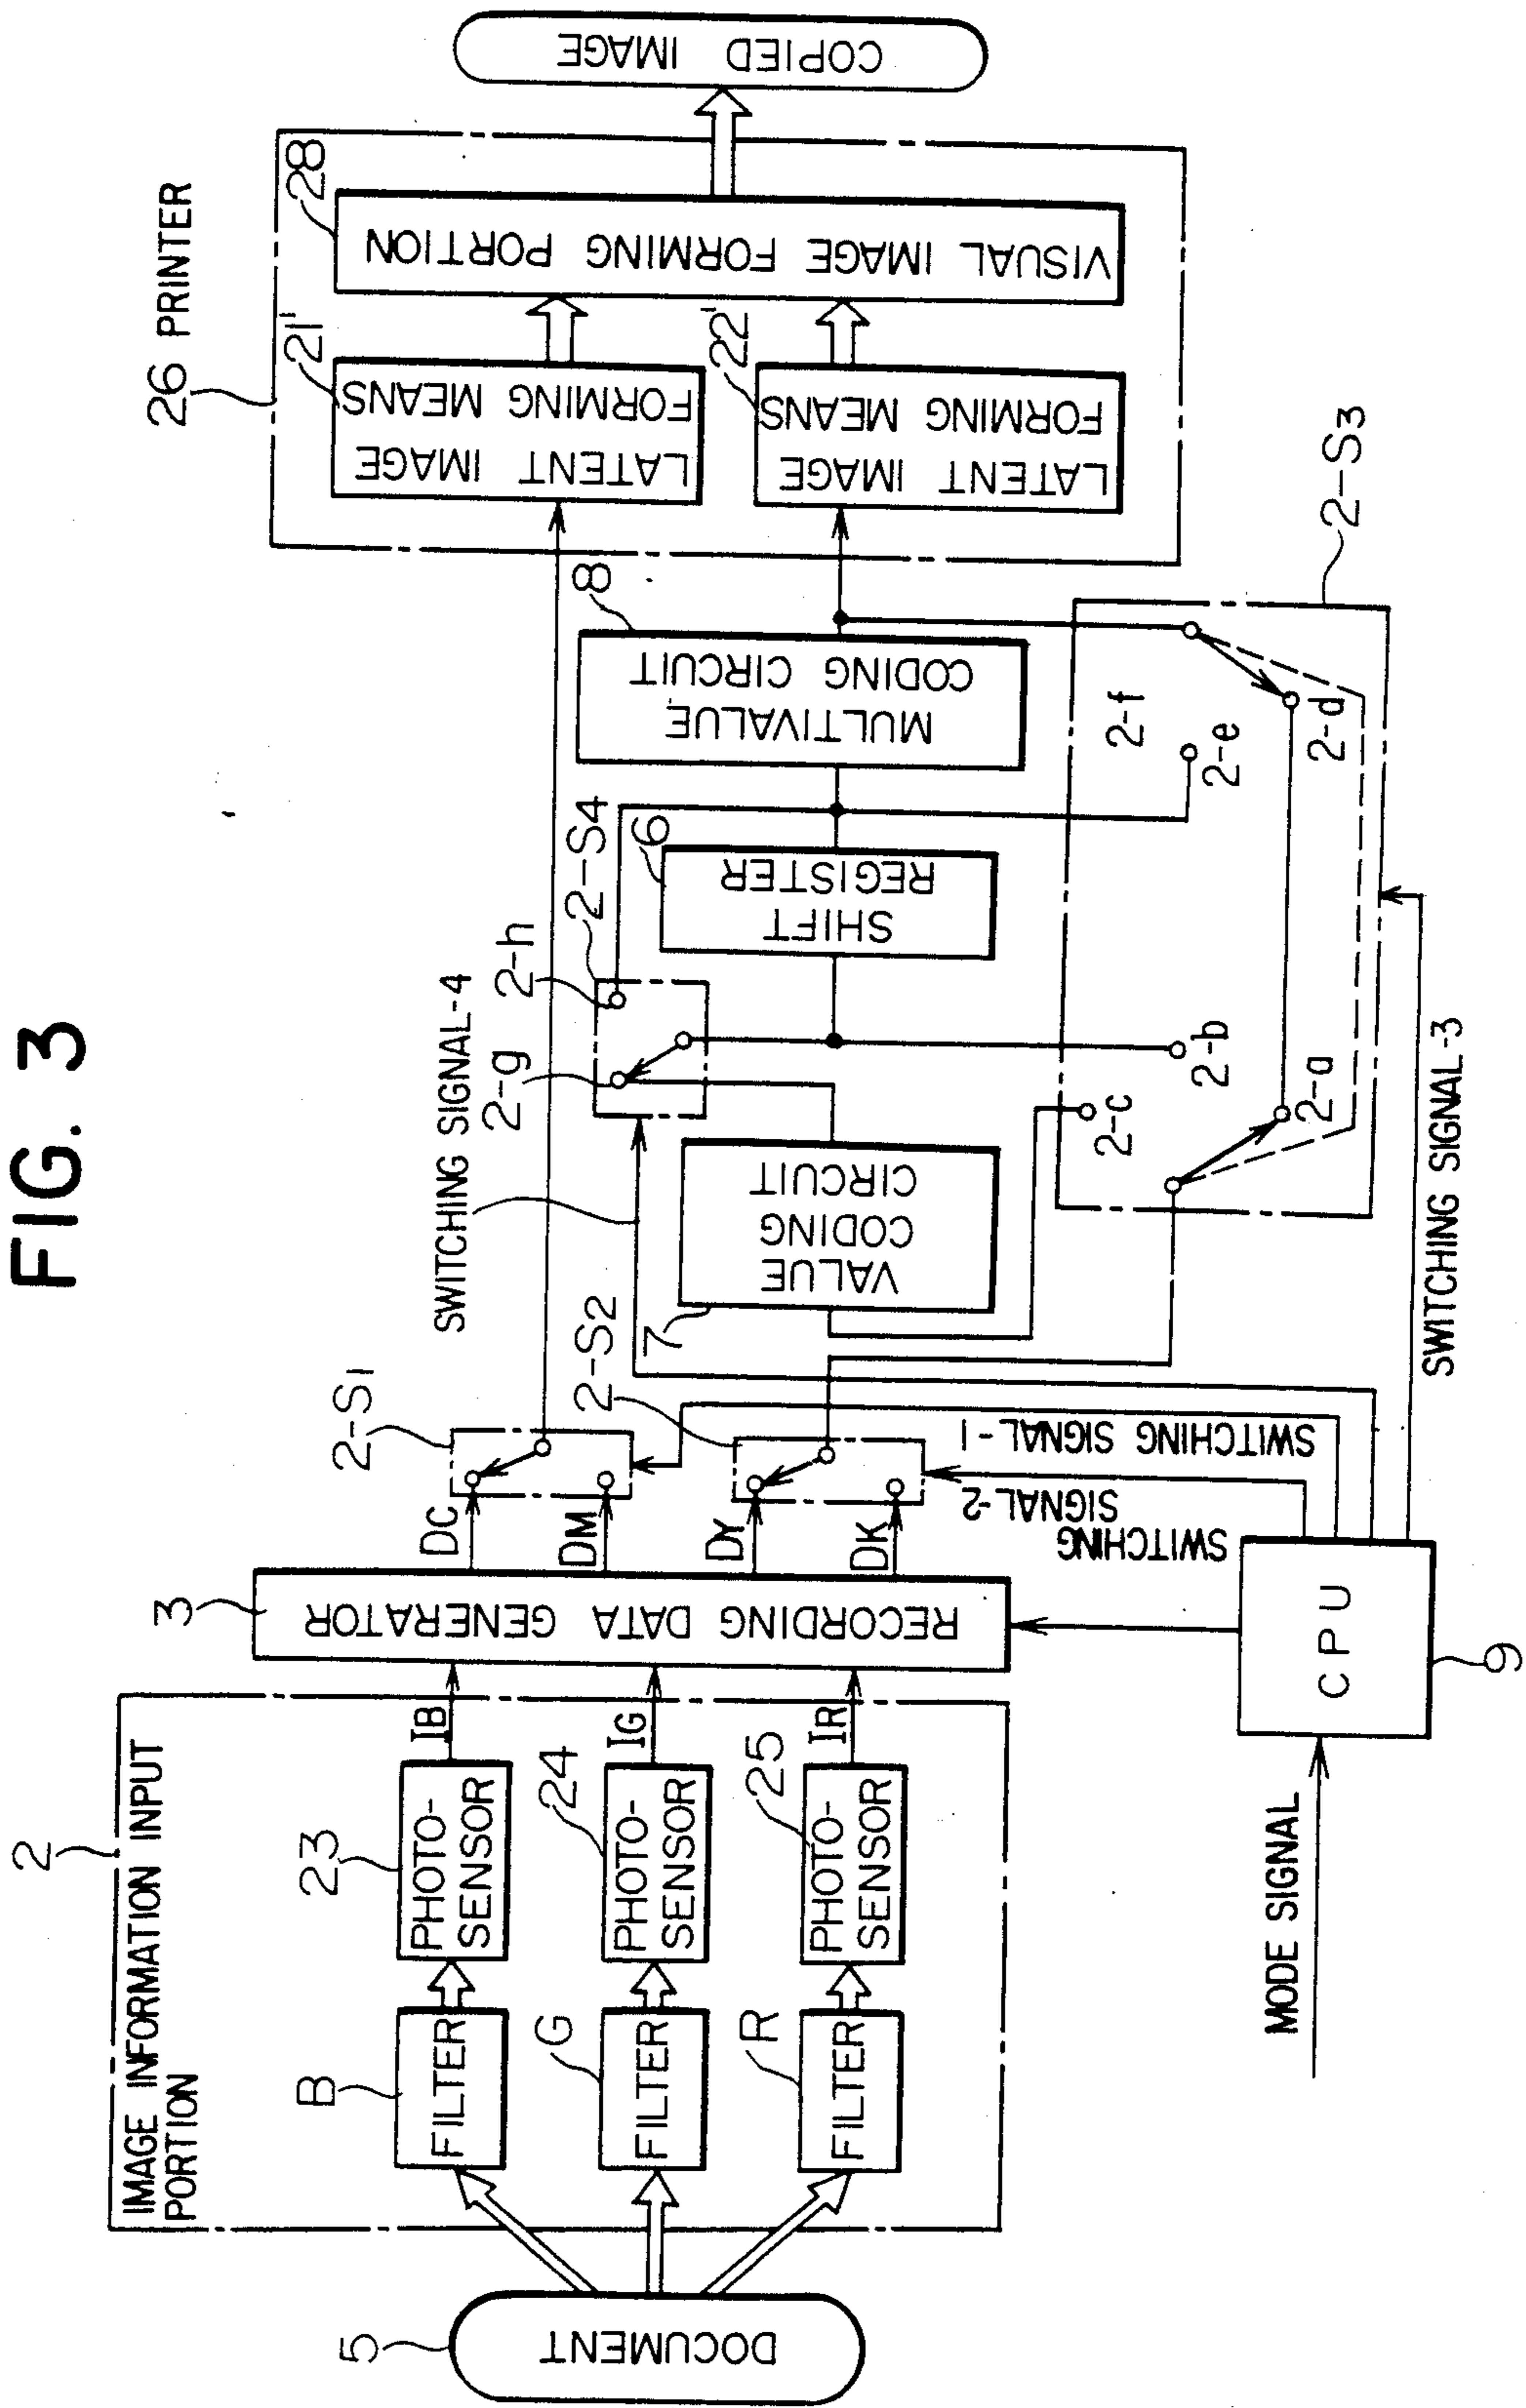 FIG. 3
2
IMAGE INFORMATION INPUT
PORTION
5
DOCUMENT
B
FILTER
G
FILTER
R
FILTER
23
PHOTO-
SENSOR
24
PHOTO-
SENSOR
25
PHOTO-
SENSOR
IB
IG
IR
3
RECORDING DATA GENERATOR
DC
DM
DY
DK
2-S1
2-S2
MODE SIGNAL
CPU
9
SWITCHING
SIGNAL-2
SWITCHING SIGNAL-1
SWITCHING SIGNAL-4
SWITCHING SIGNAL-3
7
VALUE
CODING
CIRCUIT
2-g
2-h
2-S4
6
SHIFT
REGISTER
8
MULTIVALUE
CODING CIRCUIT
2-c
2-b
2-a
2-f
2-e
2-d
2-S3
26 PRINTER
21'
LATENT IMAGE
FORMING MEANS
22'
LATENT IMAGE
FORMING MEANS
28
VISUAL IMAGE FORMING PORTION
COPIED IMAGE